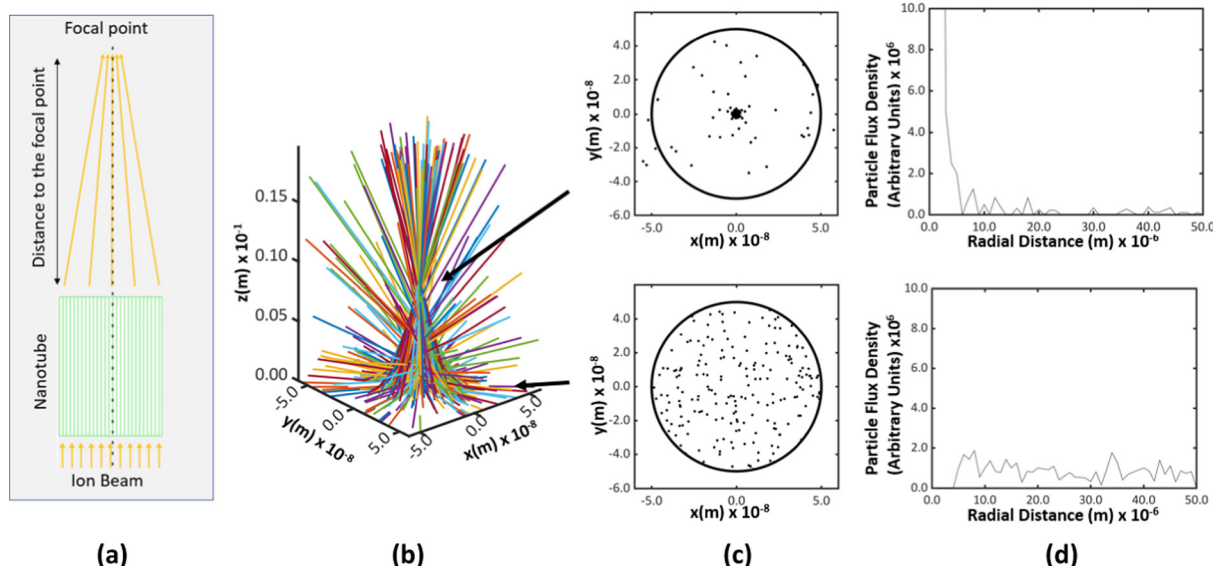 Focal point
Distance to the focal point
Nanotube
Ion Beam
(a)
z(m) x 10⁻¹
0.15
0.10
0.05
0.00
-5.0
0.0
5.0
y(m) x 10⁻⁸
-5.0
0.0
5.0
x(m) x 10⁻⁸
(b)
y(m) x 10⁻⁸
4.0
2.0
0.0
-2.0
-4.0
-6.0
-5.0 0.0 5.0
x(m) x 10⁻⁸
y(m) x 10⁻⁸
4.0
2.0
0.0
-2.0
-4.0
-6.0
-5.0 0.0 5.0
x(m) x 10⁻⁸
(c)
Particle Flux Density
(Arbitrary Units) x 10⁶
10.0
8.0
6.0
4.0
2.0
0.0
0.0 10.0 20.0 30.0 40.0 50.0
Radial Distance (m) x 10⁻⁶
Particle Flux Density
(Arbitrary Units) x10⁶
10.0
8.0
6.0
4.0
2.0
0.0
0.0 10.0 20.0 30.0 40.0 50.0
Radial Distance (m) x 10⁻⁶
(d)